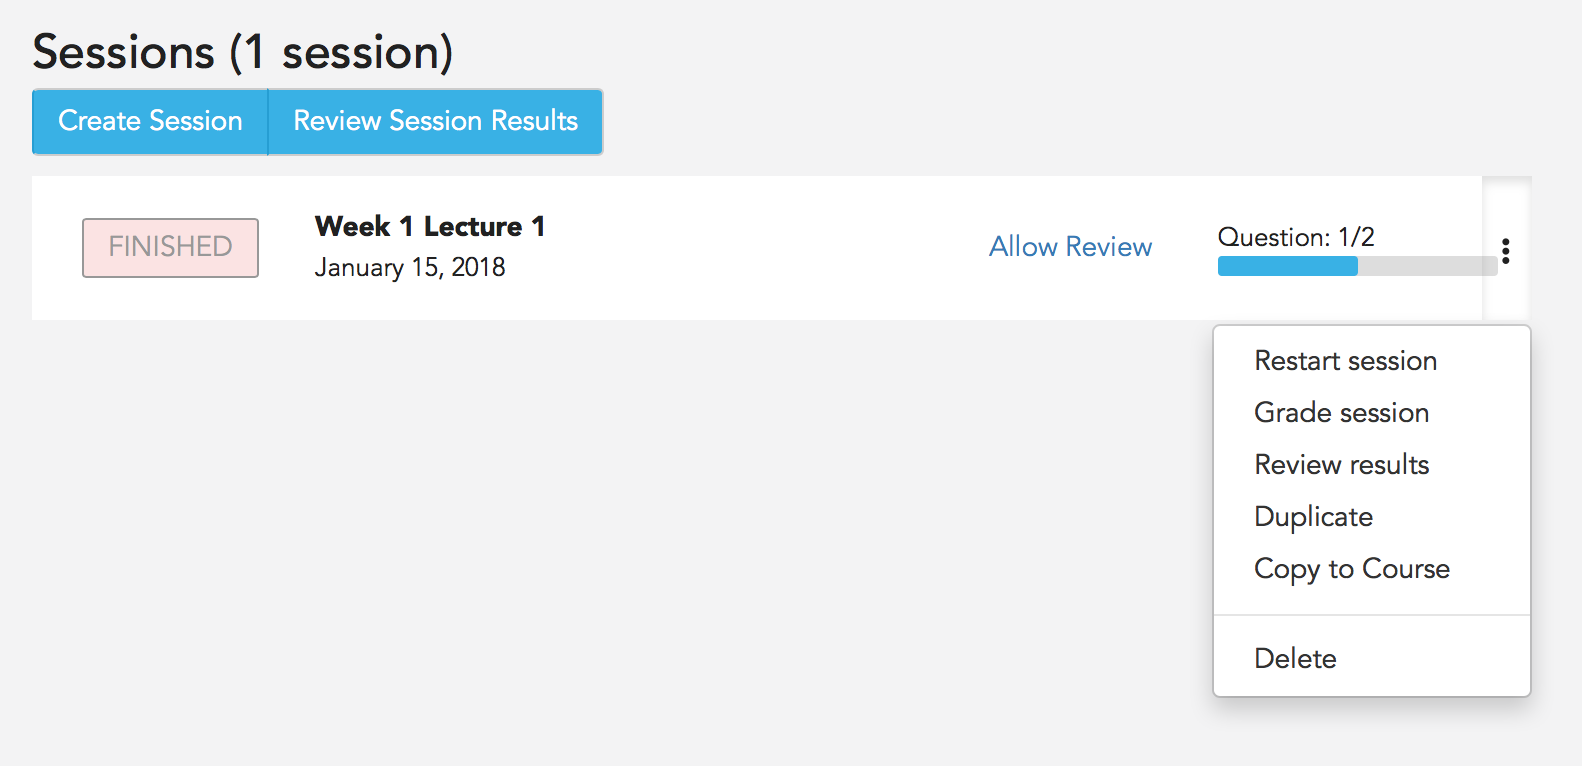 Sessions (1 session)
Create Session
Review Session Results
FINISHED
Week 1 Lecture 1
January 15, 2018
Allow Review
Question: 1/2
Restart session
Grade session
Review results
Duplicate
Copy to Course
Delete